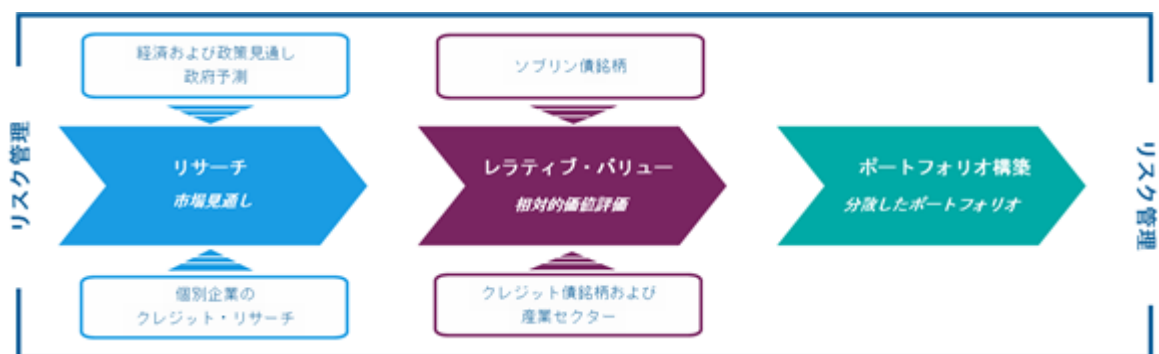 経済および政策見通し
政府予測
ソブリン債銘柄
リスク管理
リサーチ
市場見通し
レラティブ・バリュー
相対的価値評価
ポートフォリオ構築
分散したポートフォリオ
リスク管理
個別企業の
クレジット・リサーチ
クレジット債銘柄および
産業セクター